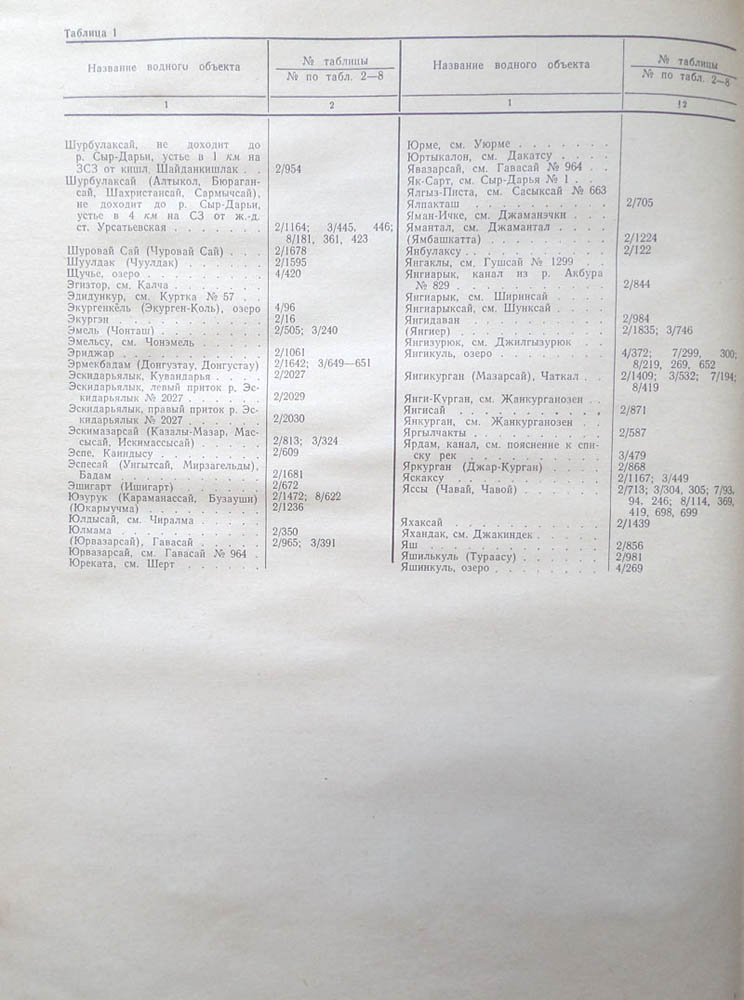 Таблица 1
Название водного объекта
№ таблицы
№ по табл. 2—8
1
2
Шурбулаксай, не доходит до
р. Сыр-Дарьи, устье в 1 км на
ЗСЗ от кишл. Шайданкишлак . . 2/954
Шурбулаксай (Алтыкол, Бюраган-
сай, Шахристансай, Сармычсай),
не доходит до р. Сыр-Дарьи,
устье в 4 км на СЗ от ж.-д.
ст. Урсатьевская . . . . . . . 2/1164; 3/445, 446;
8/181, 361, 423
Шуровай Сай (Чуровай Сай) . . . 2/1678
Шуулдак (Чуулдак) . . . . . . 2/1595
Щучье, озеро . . . . . . . . 4/420
Эгизтор, см. Калча . . . . . .
Эдидункур, см. Куртка № 57 . .
Экургенкёль (Экурген-Коль), озеро 4/96
Экургэн . . . . . . . . . . 2/16
Эмель (Чонташ) . . . . . . . 2/505; 3/240
Эмельсу, см. Чонэмель . . . . .
Эриджар . . . . . . . . . . 2/1061
Эрмекбадам (Донгузтау, Донгустау) 2/1642; 3/649—651
Эскидарьялык, Кувандарья . . . . 2/2027
Эскидарьялык, левый приток р. Эс-
кидарьялык № 2027 . . . . . . 2/2029
Эскидарьялык, правый приток р. Эс-
кидарьялык № 2027 . . . . . . 2/2030
Эскимазарсай (Казалы-Мазар, Мас-
сысай, Искимассысай) . . . . . 2/813; 3/324
Эспе, Каиндысу . . . . . . . . 2/609
Эспесай (Унгытсай, Мирзагельды),
Бадам . . . . . . . . . . . 2/1681
Эшигарт (Ишигарт) . . . . . . 2/672
Юзурук (Караманассай, Бузауши) 2/1472; 8/622
(Юкарыучма) . . . . . . . . 2/1236
Юлдысай, см. Чиралма . . . . .
Юлмама . . . . . . . . . . 2/350
(Юрвазарсай), Гавасай . . . . . 2/965; 3/391
Юрвазарсай, см. Гавасай № 964 .
Юреката, см. Шерт . . . . . .
Название водного объекта
№ таблицы
№ по табл. 2—8
1
12
Юрме, см. Уюрме . . . . . . .
Юртыкалон, см. Дакатсу . . . .
Явазарсай, см. Гавасай № 964 . .
Як-Сарт, см. Сыр-Дарья № 1 . .
Ялгыз-Писта, см. Сасыксай № 663
Ялпакташ . . . . . . . . . . 2/705
Яман-Ичке, см. Джаманэчки . . .
Ямантал, см. Джамантал . . . .
(Ямбашкатта) . . . . . . . . 2/1224
Янбулаксу . . . . . . . . . . 2/122
Янгаклы, см. Гушсай № 1299 . . .
Янгиарык, канал из р. Акбура
№ 829 . . . . . . . . . . . 2/844
Янгиарык, см. Ширинсай . . . .
Янгиарыксай, см. Шунксай . . . .
Янгидаван . . . . . . . . . . 2/984
(Янгиер) . . . . . . . . . . 2/1835; 3/746
Янгизурюк, см. Джилгызурюк . .
Янгикуль, озеро . . . . . . . . 4/372; 7/299, 300;
8/219, 269, 652
Янгикурган (Мазарсай), Чаткал . . 2/1409; 3/532; 7/194;
8/419
Янги-Курган, см. Жанкурганозен . .
Янгисай . . . . . . . . . . 2/871
Янкурган, см. Жанкурганозен
Яргылчакты . . . . . . . . . 2/587
Ярдам, канал, см. пояснение к спи-
ску рек . . . . . . . . . . . 3/479
Яркурган (Джар-Курган) . . . . 2/868
Яскаксу . . . . . . . . . . . 2/1167; 3/449
Яссы (Чавай, Чавой) . . . . . . 2/713; 3/304, 305; 7/93,
94, 246; 8/114, 369,
419, 698, 699
Яхаксай . . . . . . . . . . . 2/1439
Яхандак, см. Джакиндек . . . .
Яш . . . . . . . . . . . . . 2/856
Яшилькуль (Тураасу) . . . . . . 2/981
Яшинкуль, озеро . . . . . . . 4/269